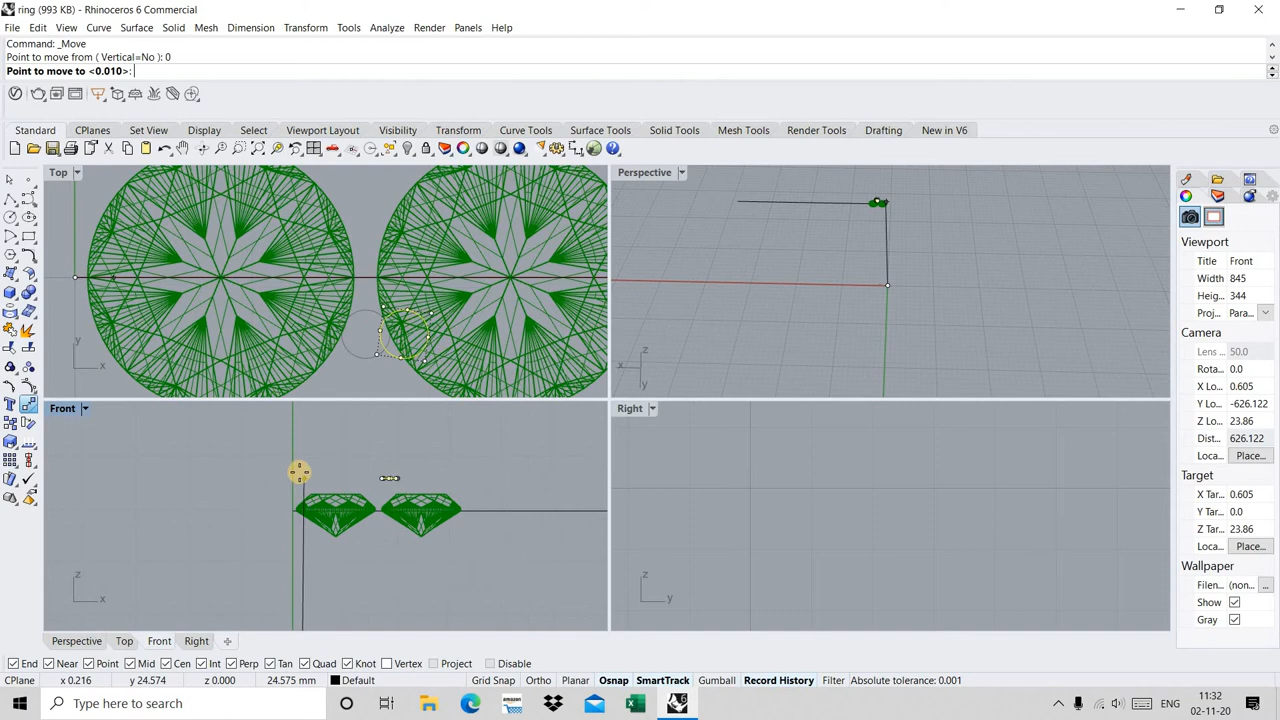 ring (993 KB) - Rhinoceros 6 Commercial
File Edit View Curve Surface Solid Mesh Dimension Transform Tools Analyze Render Panels Help
Command: _Move
Point to move from ( Vertical=No ): 0
Point to move to <0.010>:
Standard CPlanes Set View Display Select Viewport Layout Visibility Transform Curve Tools Surface Tools Solid Tools Mesh Tools Render Tools Drafting New in V6
Top
Perspective
Front
Right
y
x
z
x
y
z
x
z
y
Viewport
Title Front
Width 845
Heig... 344
Proj... Para...
Camera
Lens ... 50.0
Rota... 0.0
X Lo... 0.605
Y Lo... -626.122
Z Lo... 23.86
Dist... 626.122
Loca... Place...
Target
X Tar... 0.605
Y Tar... 0.0
Z Tar... 23.86
Loca... Place...
Wallpaper
Filen... (non... ...
Show
Gray
Perspective Top Front Right
End Near Point Mid Cen Int Perp Tan Quad Knot Vertex Project Disable
CPlane x 0.216 y 24.574 z 0.000 24.575 mm Default Grid Snap Ortho Planar Osnap SmartTrack Gumball Record History Filter Absolute tolerance: 0.001
Type here to search
amazon
ENG
11:32
02-11-20